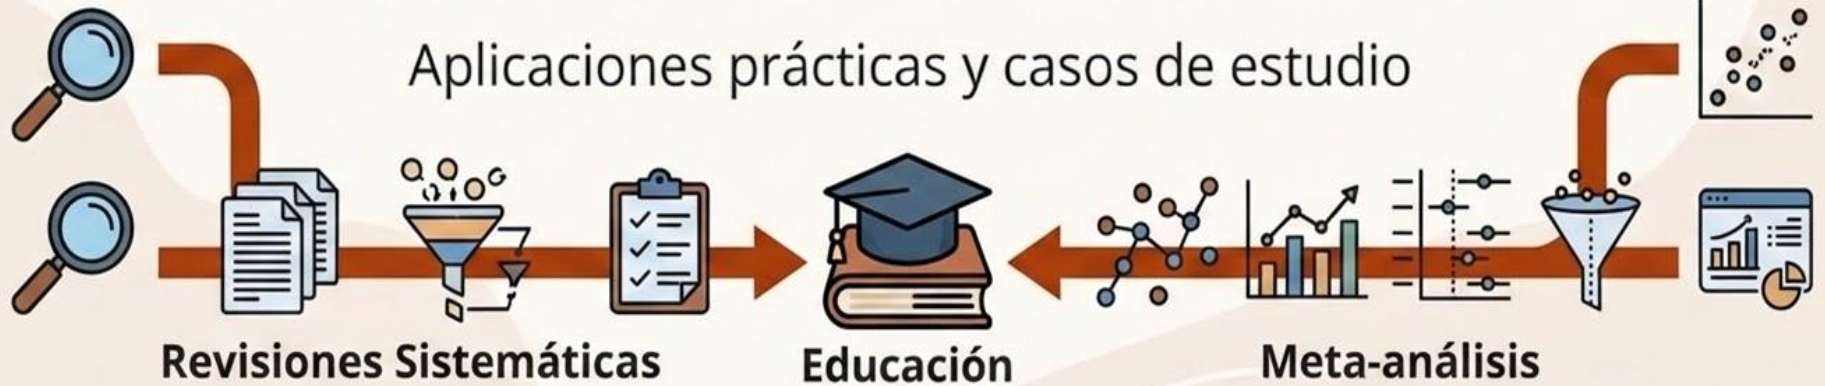 Aplicaciones prácticas y casos de estudio
Revisiones Sistemáticas
Educación
Meta-análisis